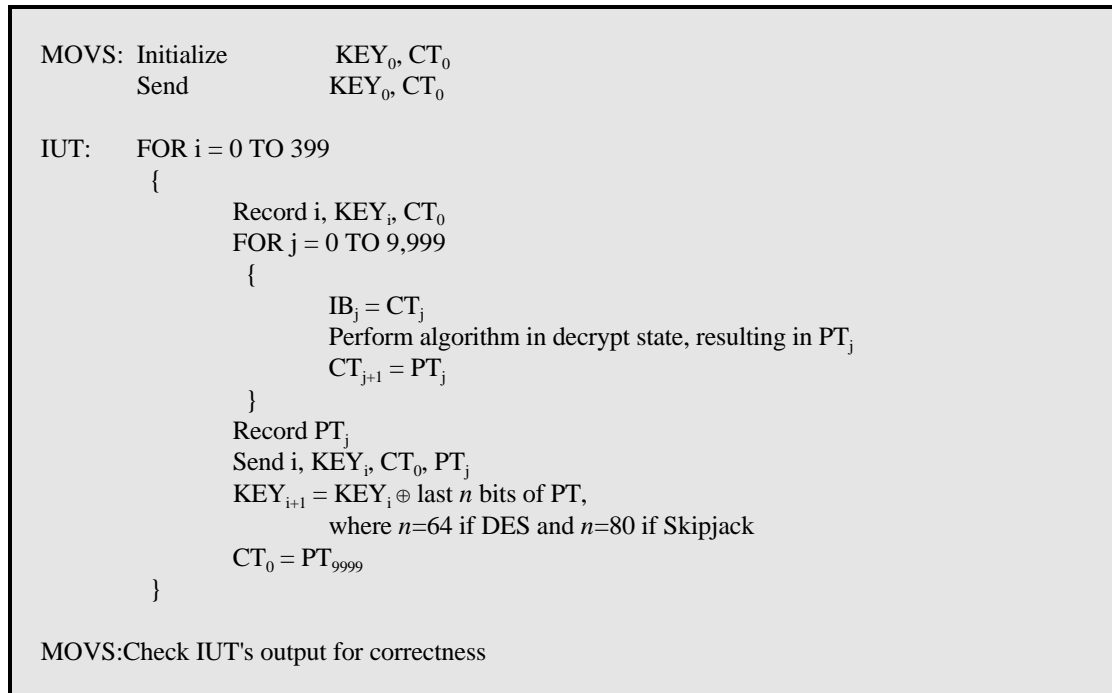 MOVS: Initialize KEY₀, CT₀
Send KEY₀, CT₀
IUT: FOR i = 0 TO 399
{
Record i, KEYᵢ, CT₀
FOR j = 0 TO 9,999
{
IBⱼ = CTⱼ
Perform algorithm in decrypt state, resulting in PTⱼ
CTⱼ₊₁ = PTⱼ
}
Record PTⱼ
Send i, KEYᵢ, CT₀, PTⱼ
KEYᵢ₊₁ = KEYᵢ ⊕ last n bits of PT,
where n=64 if DES and n=80 if Skipjack
CT₀ = PT₉₉₉₉
}
MOVS:Check IUT's output for correctness